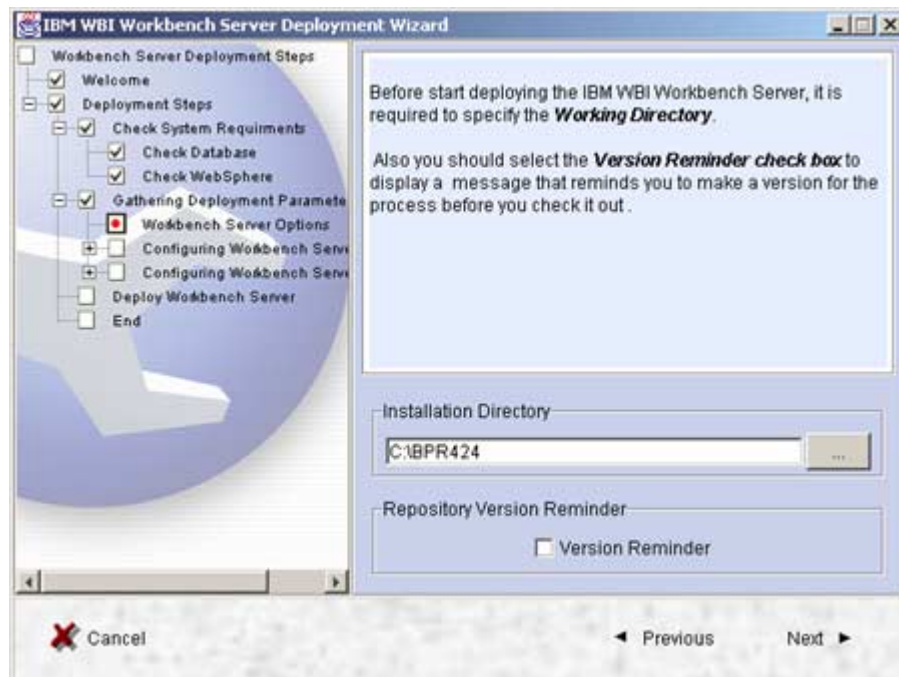 IBM WBI Workbench Server Deployment Wizard
Workbench Server Deployment Steps
Welcome
Deployment Steps
Check System Requirments
Check Database
Check WebSphere
Gathering Deployment Paramete
Workbench Server Options
Configuring Workbench Serve
Configuring Workbench Serve
Deploy Workbench Server
End
Before start deploying the IBM WBI Workbench Server, it is
required to specify the Working Directory.
Also you should select the Version Reminder check box to
display a message that reminds you to make a version for the
process before you check it out .
Installation Directory
C:\BPR424
...
Repository Version Reminder
Version Reminder
Cancel
Previous
Next